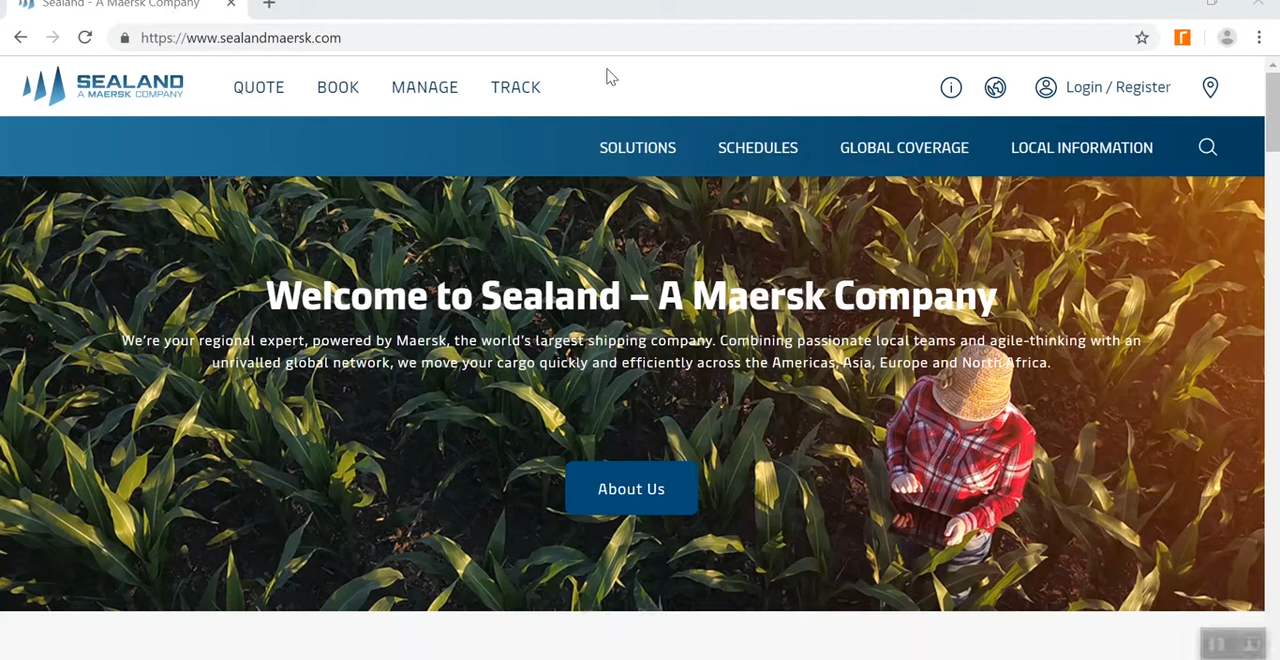 Sealand - A Maersk Company
https://www.sealandmaersk.com
SEALAND
A MAERSK COMPANY
QUOTE BOOK MANAGE TRACK
Login / Register
SOLUTIONS SCHEDULES GLOBAL COVERAGE LOCAL INFORMATION
Welcome to Sealand – A Maersk Company
We're your regional expert, powered by Maersk, the world's largest shipping company. Combining passionate local teams and agile-thinking with an
unrivalled global network, we move your cargo quickly and efficiently across the Americas, Asia, Europe and North Africa.
About Us